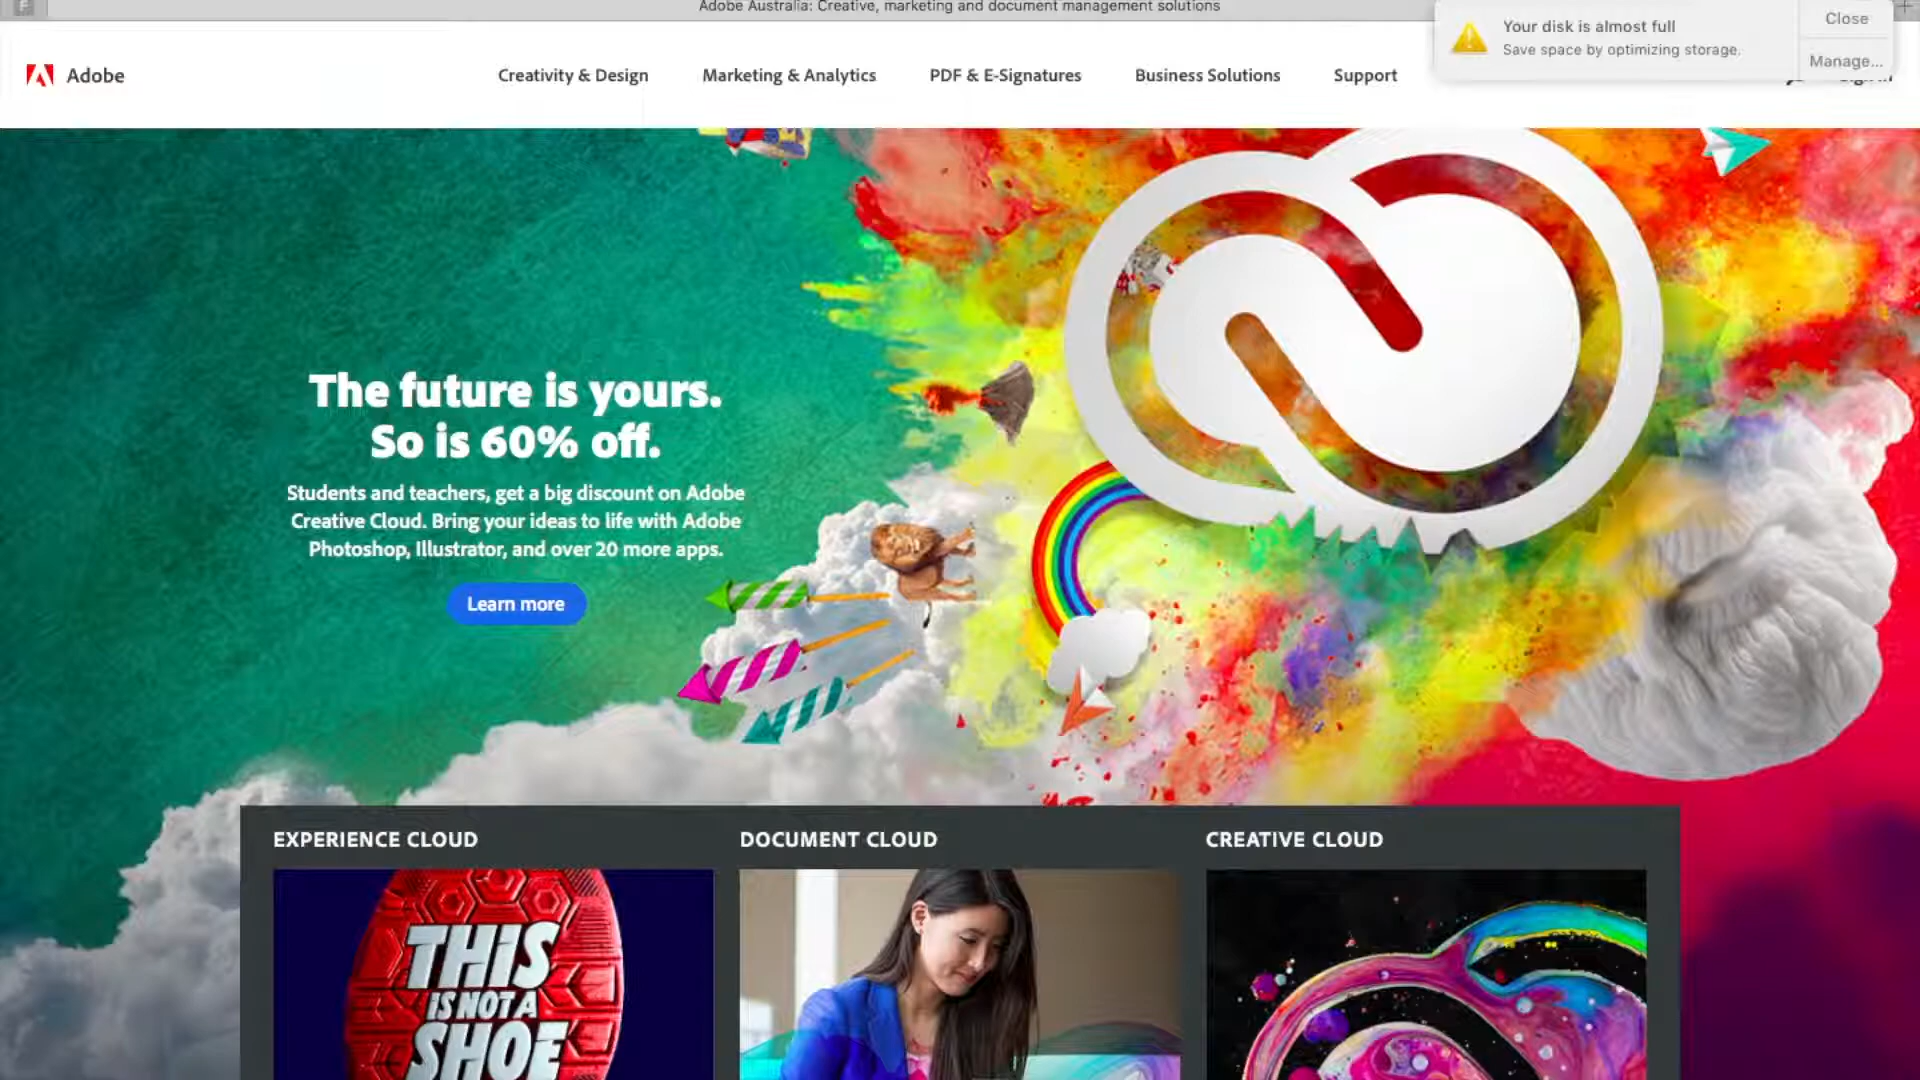 Adobe Australia: Creative, marketing and document management solutions
Your disk is almost full
Save space by optimizing storage.
Close
Manage...
Adobe
Creativity & Design
Marketing & Analytics
PDF & E-Signatures
Business Solutions
Support
The future is yours.
So is 60% off.
Students and teachers, get a big discount on Adobe
Creative Cloud. Bring your ideas to life with Adobe
Photoshop, Illustrator, and over 20 more apps.
Learn more
EXPERIENCE CLOUD
DOCUMENT CLOUD
CREATIVE CLOUD
THIS
IS NOT A
SHOE